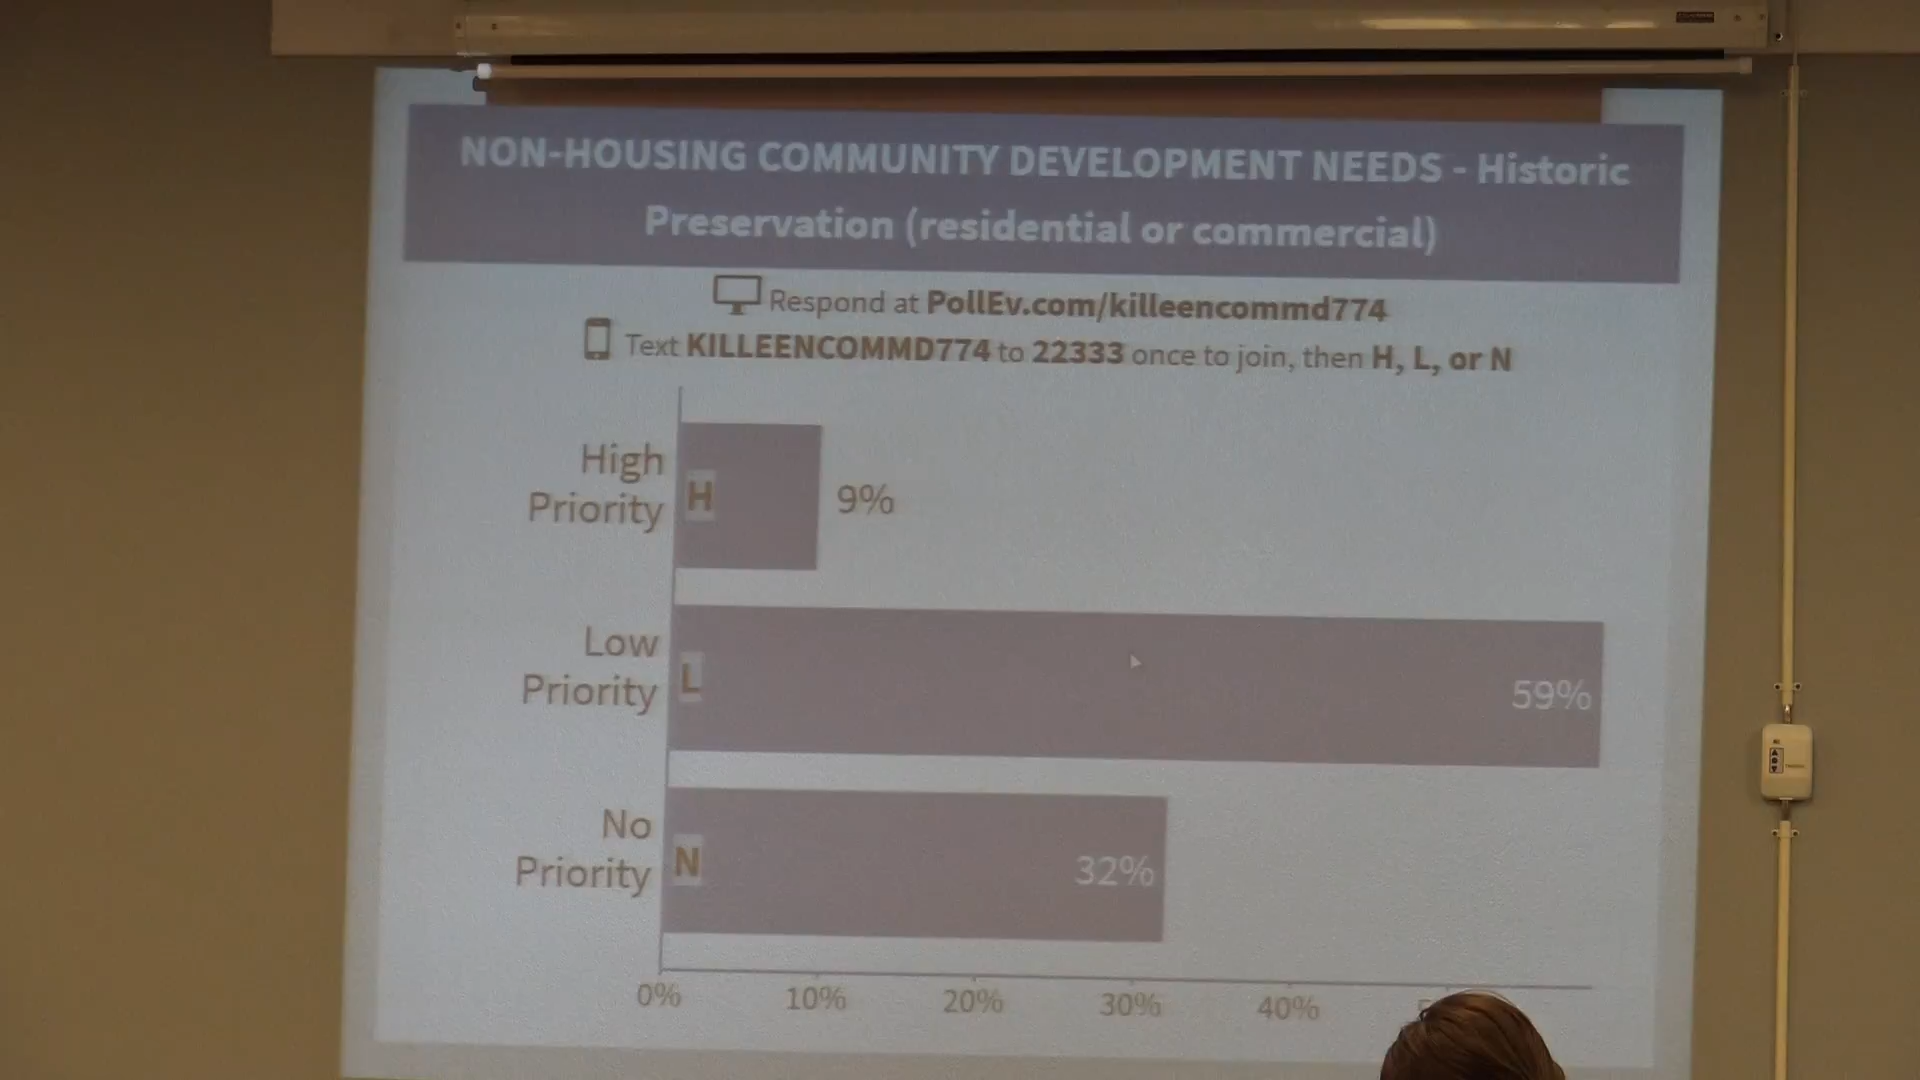 NON-HOUSING COMMUNITY DEVELOPMENT NEEDS - Historic
Preservation (residential or commercial)
Respond at PollEv.com/killeencommd774
Text KILLEENCOMMD774 to 22333 once to join, then H, L, or N
High
Priority
H
9%
Low
Priority
L
59%
No
Priority
N
32%
0% 10% 20% 30% 40%